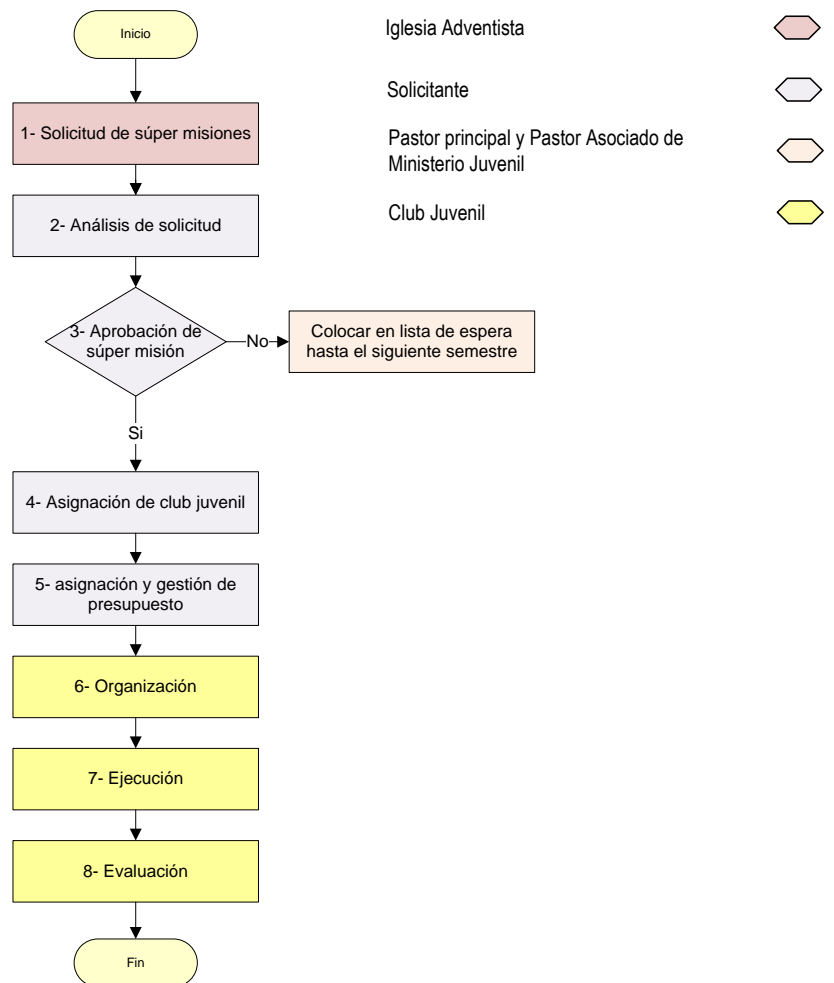 Inicio
1- Solicitud de súper misiones
2- Análisis de solicitud
3- Aprobación de
súper misión
No
Colocar en lista de espera
hasta el siguiente semestre
Si
4- Asignación de club juvenil
5- asignación y gestión de
presupuesto
6- Organización
7- Ejecución
8- Evaluación
Fin
Iglesia Adventista
Solicitante
Pastor principal y Pastor Asociado de
Ministerio Juvenil
Club Juvenil